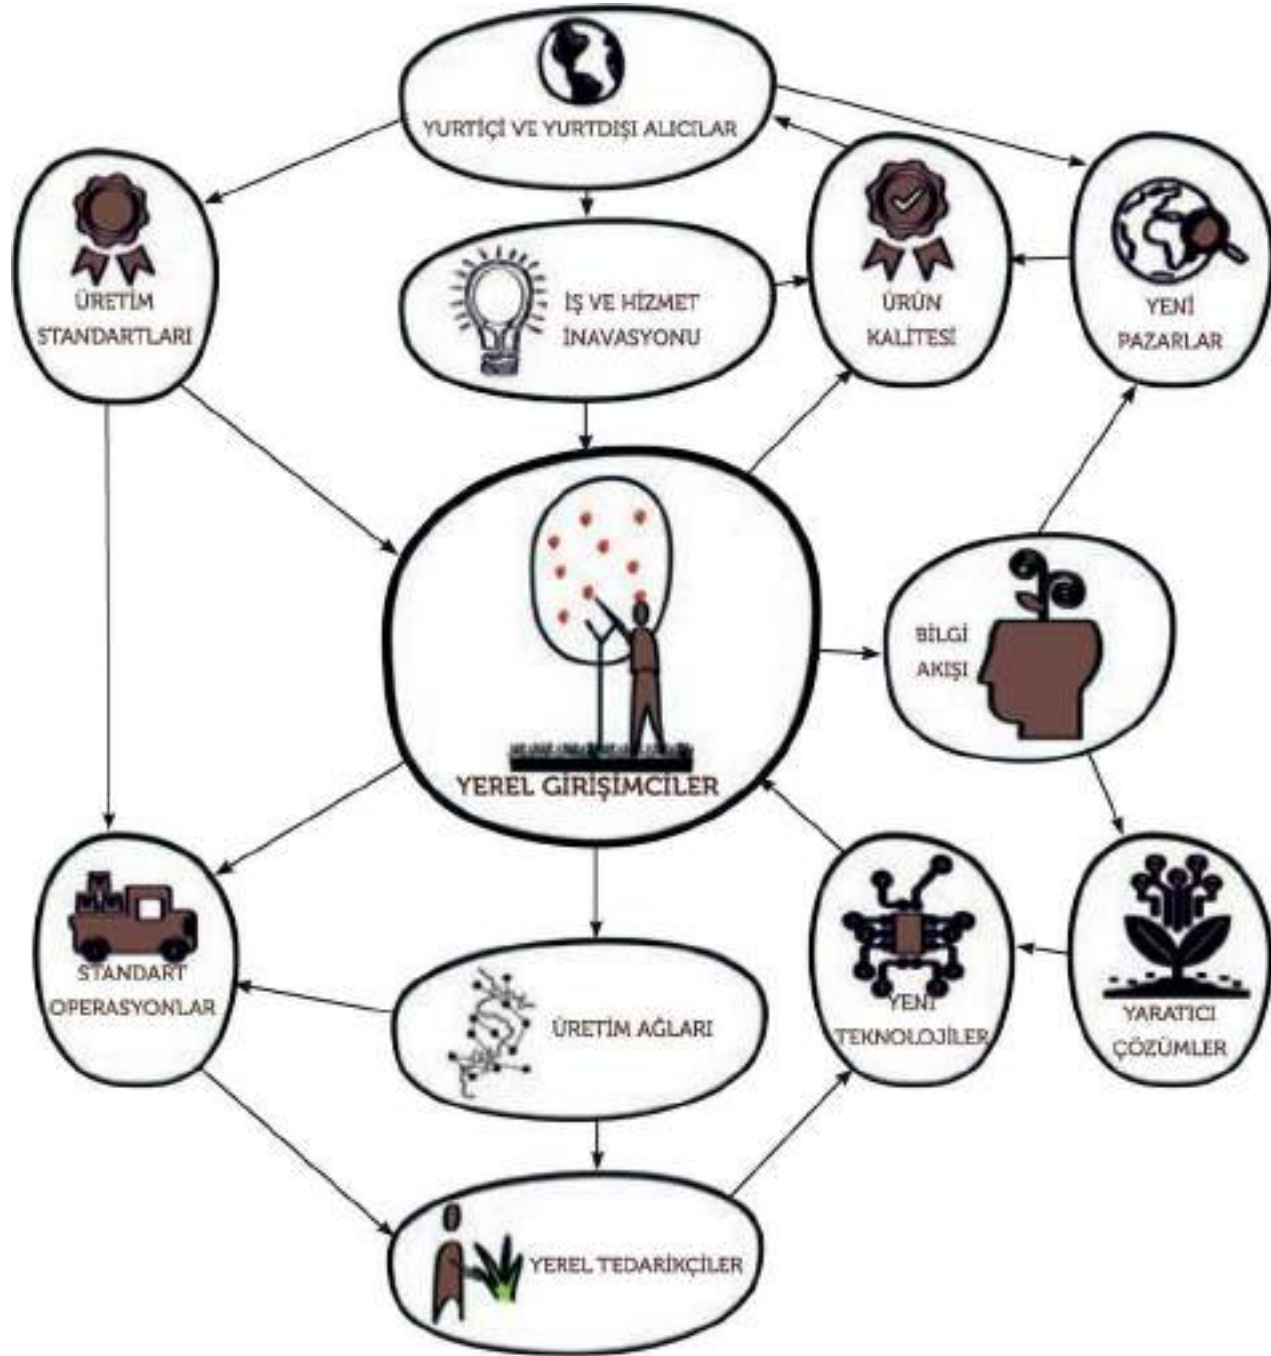 YURTİÇİ VE YURTDIŞI ALICILAR
ÜRETİM
STANDARTLARI
İŞ VE HİZMET
İNAVASYONU
ÜRÜN
KALİTESİ
YENİ
PAZARLAR
BİLGİ
AKIŞI
YEREL GİRİŞİMCİLER
STANDART
OPERASYONLAR
ÜRETİM AĞLARI
YENİ
TEKNOLOJİLER
YARATICI
ÇÖZÜMLER
YEREL TEDARİKÇİLER